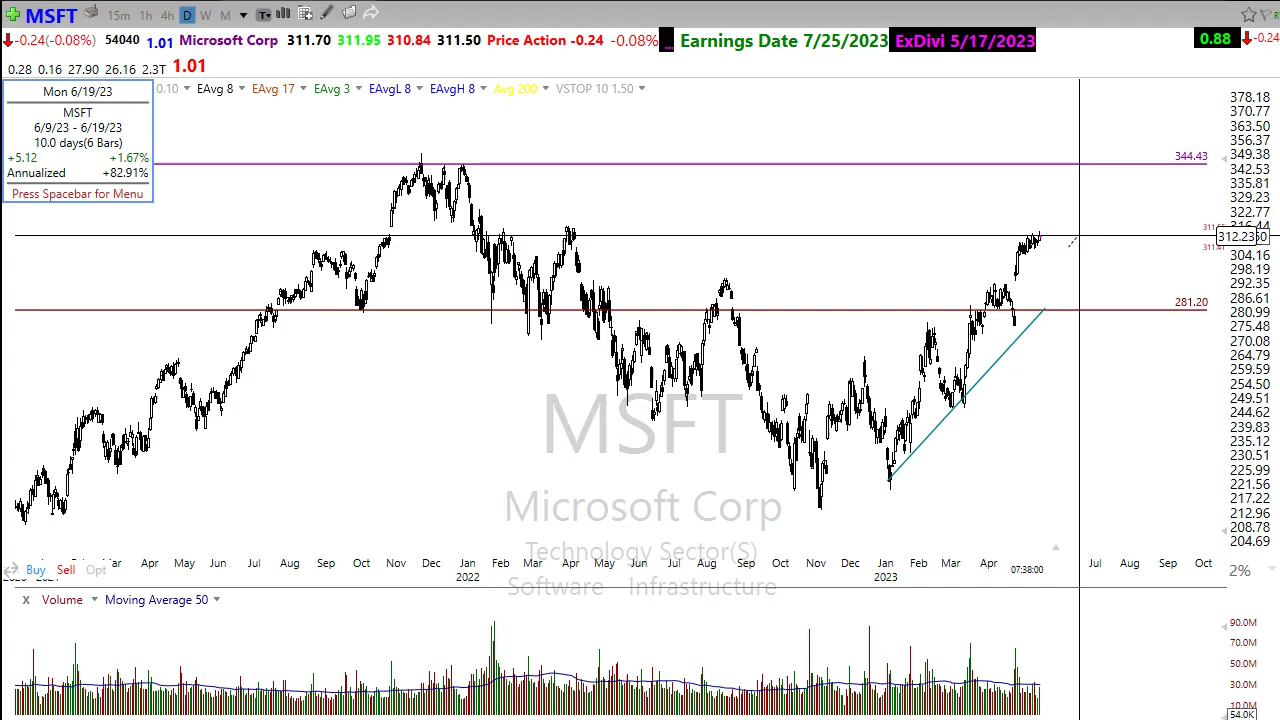 MSFT 15m 1h 4h D W M T
-0.24(-0.08%) 54040 1.01 Microsoft Corp 311.70 311.95 310.84 311.50 Price Action -0.24 -0.08% ... Earnings Date 7/25/2023 ExDivi 5/17/2023 0.88 -0.24
0.28 0.16 27.90 26.16 2.3T 1.01
Mon 6/19/23
MSFT
6/9/23 - 6/19/23
10.0 days(6 Bars)
+5.12 +1.67%
Annualized +82.91%
Press Spacebar for Menu
0.10 EAvg 8 EAvg 17 EAvg 3 EAvgL 8 EAvgH 8 Avg 200 VSTOP 10 1.50
378.18
370.77
363.50
356.37
344.43
349.38
342.53
335.81
329.23
322.77
312.23
304.16
298.19
292.35
281.20
286.61
280.99
275.48
270.08
264.79
259.59
254.50
249.51
244.62
239.83
235.12
230.51
225.99
221.56
217.22
212.96
208.78
204.69
MSFT
Microsoft Corp
Technology Sector(S)
Software Infrastructure
Mar Apr May Jun Jul Aug Sep Oct Nov Dec Jan Feb Mar Apr May Jun Jul Aug Sep Oct Nov Dec Jan Feb Mar Apr Jul Aug Sep Oct
2022 2023
07:38:00
Buy Sell Opt
2%
X Volume Moving Average 50
90.0M
70.0M
50.0M
30.0M
10.0M
54.0K